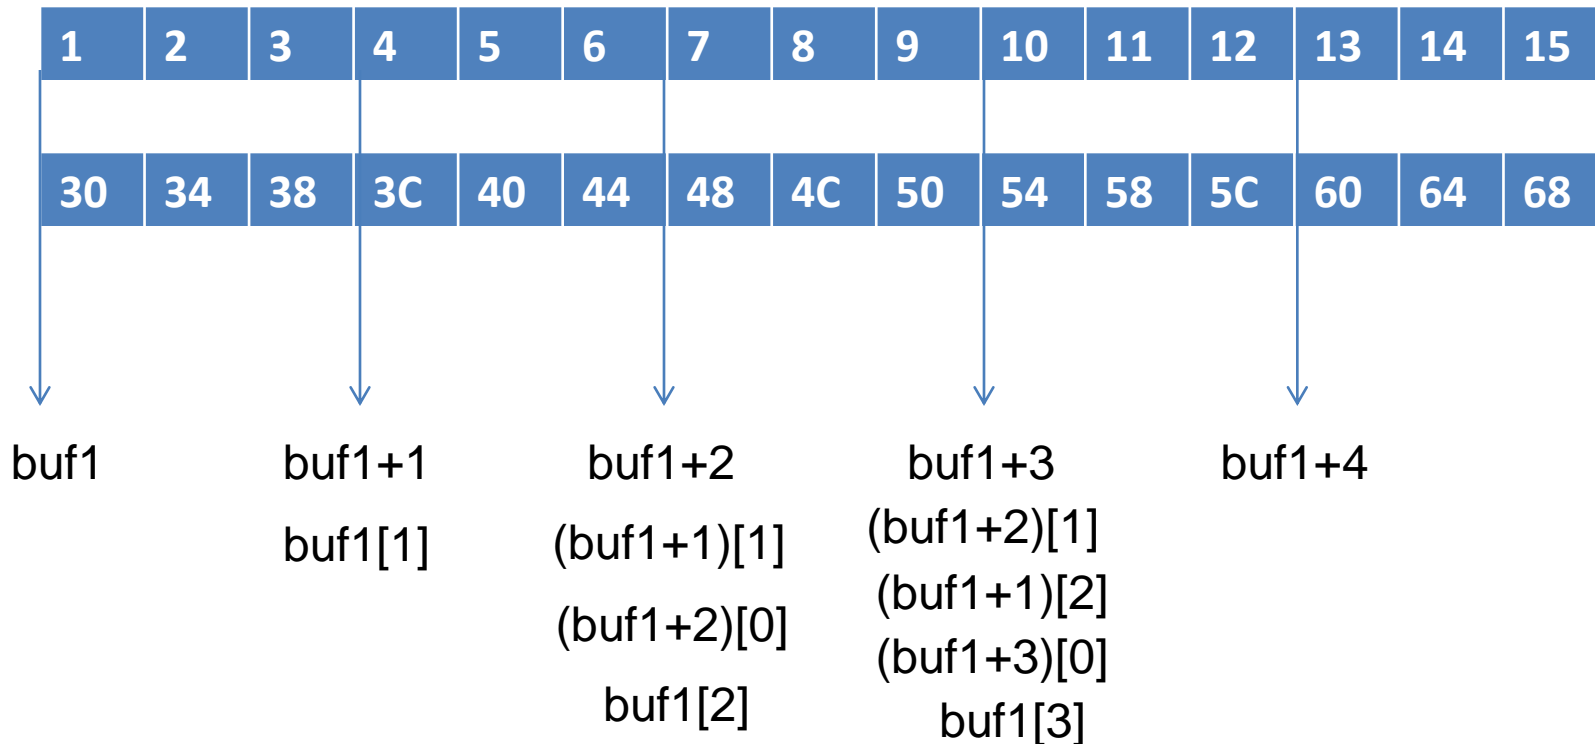 1 2 3 4 5 6 7 8 9 10 11 12 13 14 15
30 34 38 3C 40 44 48 4C 50 54 58 5C 60 64 68
buf1 buf1+1 buf1+2 buf1+3 buf1+4
buf1[1] (buf1+1)[1] (buf1+2)[1]
(buf1+2)[0] (buf1+1)[2]
(buf1+3)[0]
buf1[2] buf1[3]